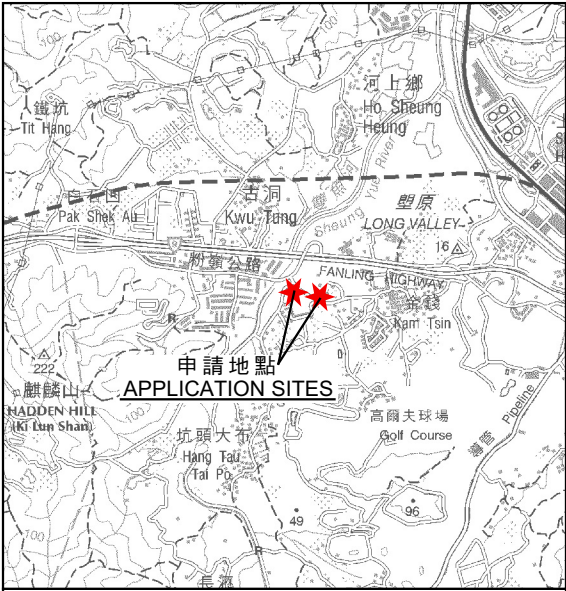 100
鐵坑
Tit Hang
河上鄉
Ho Sheung
Heung
白石凹
Pak Shek Au
古洞
Kwu Tung
雙魚河
Sheung Yue River
塱原
LONG VALLEY
16
粉嶺公路
FANLING HIGHWAY
金錢
Kam Tsin
R
申請地點
APPLICATION SITES
222
麒麟山
HADDEN HILL
(Ki Lun Shan)
100
高爾夫球場
Golf Course
導管
Pipeline
坑頭大布
Hang Tau
Tai Po
96
49
100
R
長瀝